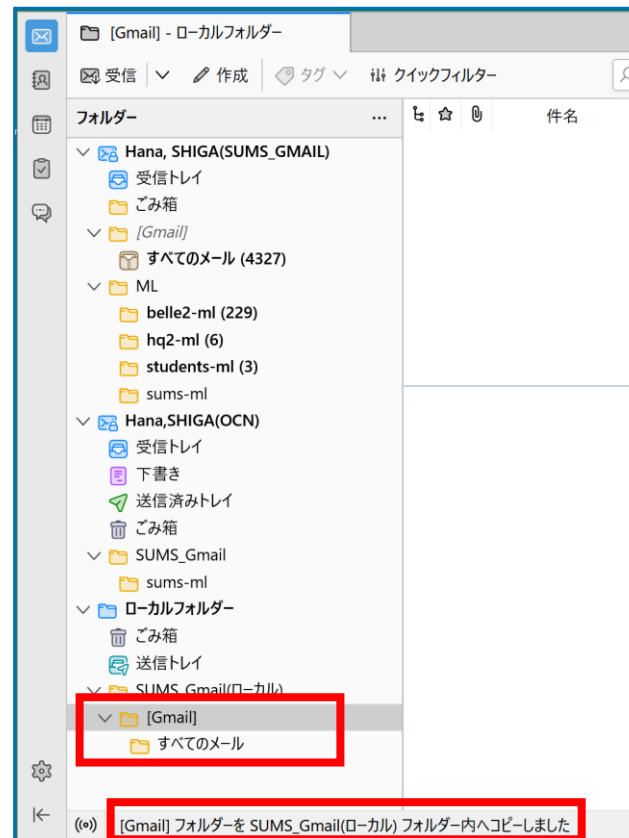 [Gmail] - ローカルフォルダー
受信 作成 タグ クイックフィルター
フォルダー ... 件名
Hana, SHIGA(SUMS_GMAIL)
受信トレイ
ごみ箱
[Gmail]
すべてのメール (4327)
ML
belle2-ml (229)
hq2-ml (6)
students-ml (3)
sums-ml
Hana,SHIGA(OCN)
受信トレイ
下書き
送信済みトレイ
ごみ箱
SUMS_Gmail
sums-ml
ローカルフォルダー
ごみ箱
送信トレイ
SUMS_Gmail(ローカル)
[Gmail]
すべてのメール
[Gmail] フォルダーを SUMS_Gmail(ローカル) フォルダー内へコピーしました